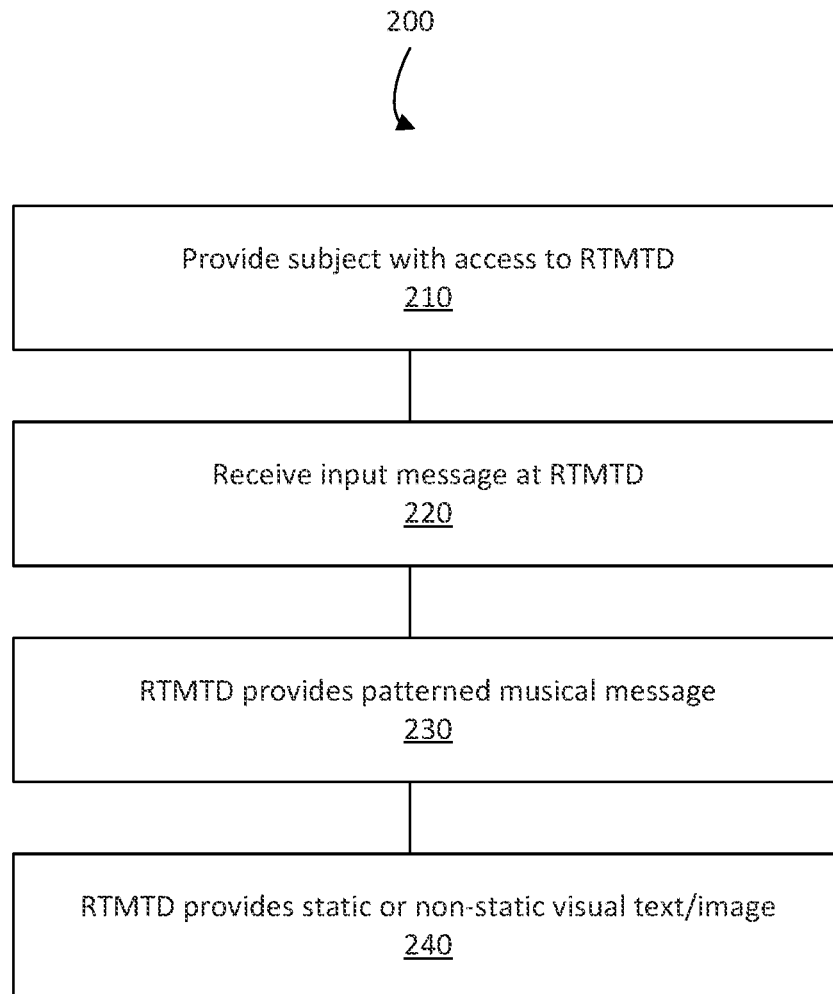 200
Provide subject with access to RTMTD
210
Receive input message at RTMTD
220
RTMTD provides patterned musical message
230
RTMTD provides static or non-static visual text/image
240